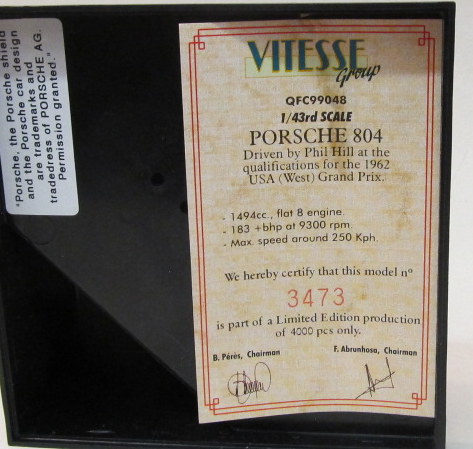 "Porsche, the Porsche shield
and the Porsche car design
are trademarks and
tradedress of PORSCHE AG.
Permission granted."
VITESSE
Group
QFC99048
1/43rd SCALE
PORSCHE 804
Driven by Phil Hill at the
qualifications for the 1962
USA (West) Grand Prix.
- 1494cc., flat 8 engine.
- 183 +bhp at 9300 rpm.
- Max. speed around 250 Kph.
We hereby certify that this model nº
3473
is part of a Limited Edition production
of 4000 pcs only.
B. Pérès, Chairman F. Abrunhosa, Chairman